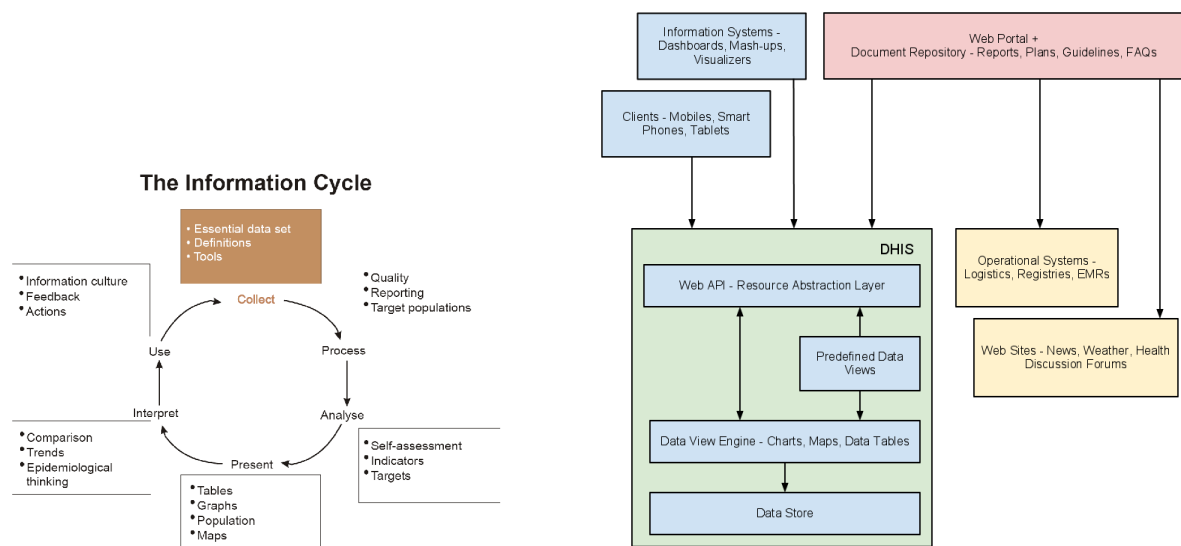 The Information Cycle
• Essential data set
• Definitions
• Tools
Collect
• Quality
• Reporting
• Target populations
Process
Analyse
• Self-assessment
• Indicators
• Targets
Present
• Tables
• Graphs
• Population
• Maps
Interpret
• Comparison
• Trends
• Epidemiological
thinking
Use
• Information culture
• Feedback
• Actions
Information Systems -
Dashboards, Mash-ups,
Visualizers
Web Portal +
Document Repository - Reports, Plans, Guidelines, FAQs
Clients - Mobiles, Smart
Phones, Tablets
DHIS
Web API - Resource Abstraction Layer
Predefined Data
Views
Data View Engine - Charts, Maps, Data Tables
Data Store
Operational Systems -
Logistics, Registries, EMRs
Web Sites - News, Weather, Health
Discussion Forums